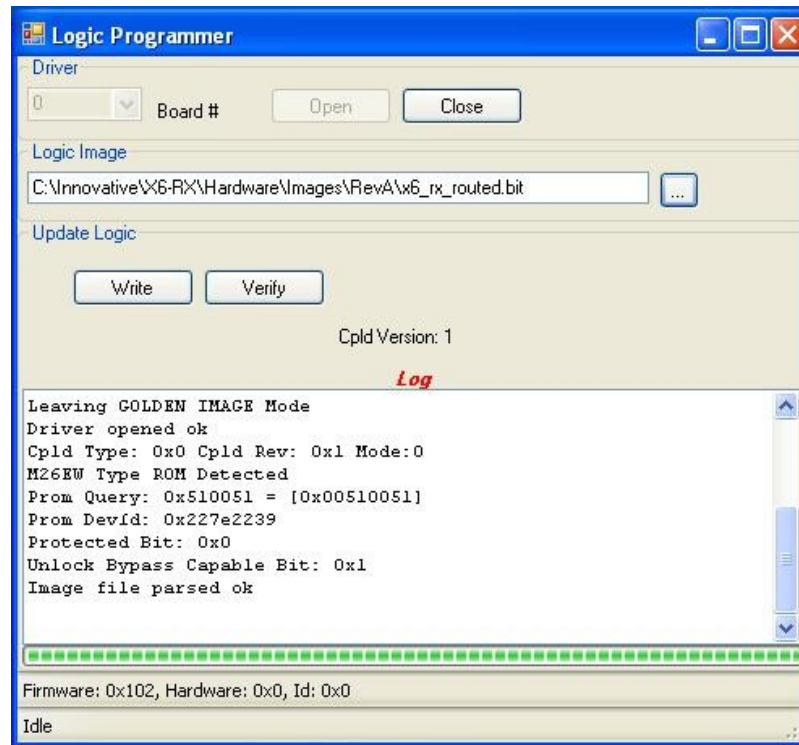 Logic Programmer
Driver
0
Board #
Open
Close
Logic Image
C:\Innovative\X6-RX\Hardware\Images\RevA\x6_rx_routed.bit
...
Update Logic
Write
Verify
Cpld Version: 1
Log
Leaving GOLDEN IMAGE Mode
Driver opened ok
Cpld Type: 0x0 Cpld Rev: 0x1 Mode:0
M26EW Type ROM Detected
Prom Query: 0x510051 = [0x00510051]
Prom DevId: 0x227e2239
Protected Bit: 0x0
Unlock Bypass Capable Bit: 0x1
Image file parsed ok
Firmware: 0x102, Hardware: 0x0, Id: 0x0
Idle